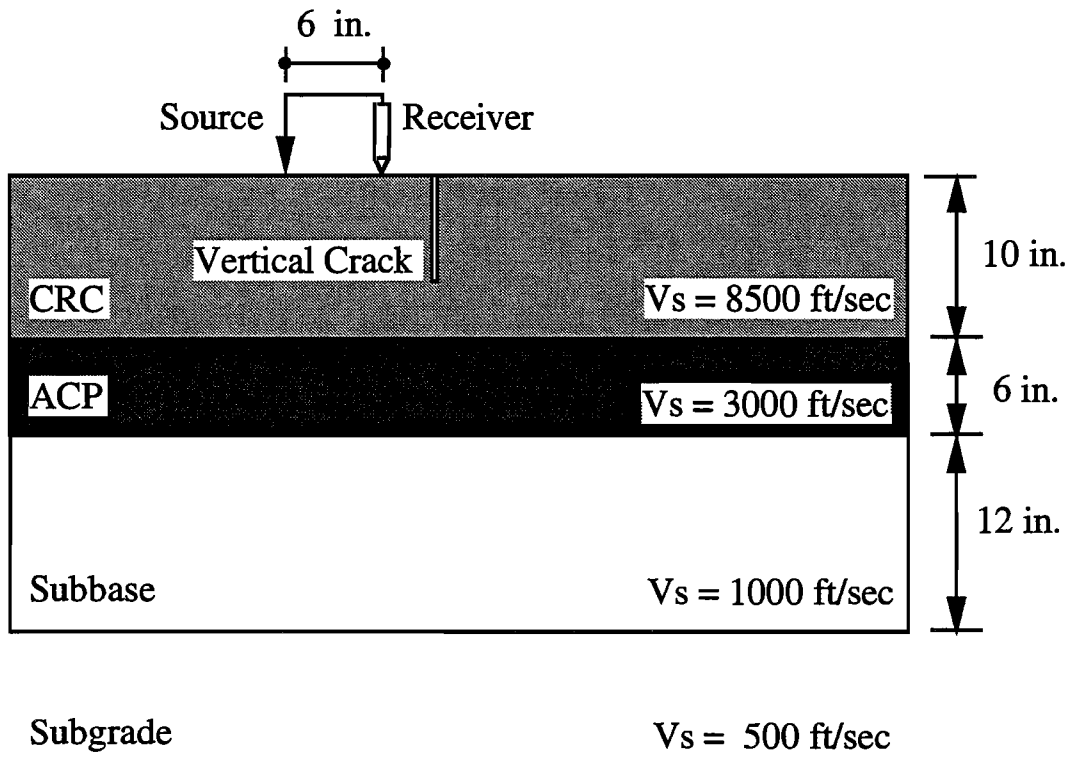 6 in.
Source
Receiver
Vertical Crack
10 in.
CRC
Vs = 8500 ft/sec
ACP
Vs = 3000 ft/sec
6 in.
12 in.
Subbase
Vs = 1000 ft/sec
Subgrade
Vs = 500 ft/sec